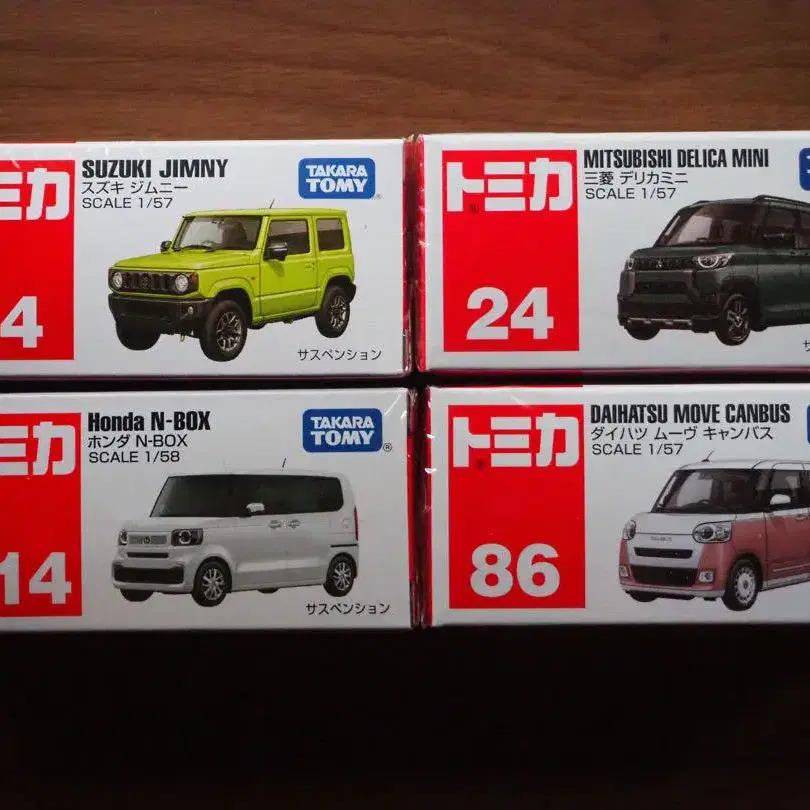 トミカ
4
SUZUKI JIMNY
スズキ ジムニー
SCALE 1/57
TAKARA
TOMY®
サスペンション
トミカ®
24
MITSUBISHI DELICA MINI
三菱 デリカミニ
SCALE 1/57
トミカ
14
Honda N-BOX
ホンダ N-BOX
SCALE 1/58
TAKARA
TOMY®
サスペンション
トミカ®
86
DAIHATSU MOVE CANBUS
ダイハツ ムーヴ キャンバス
SCALE 1/57